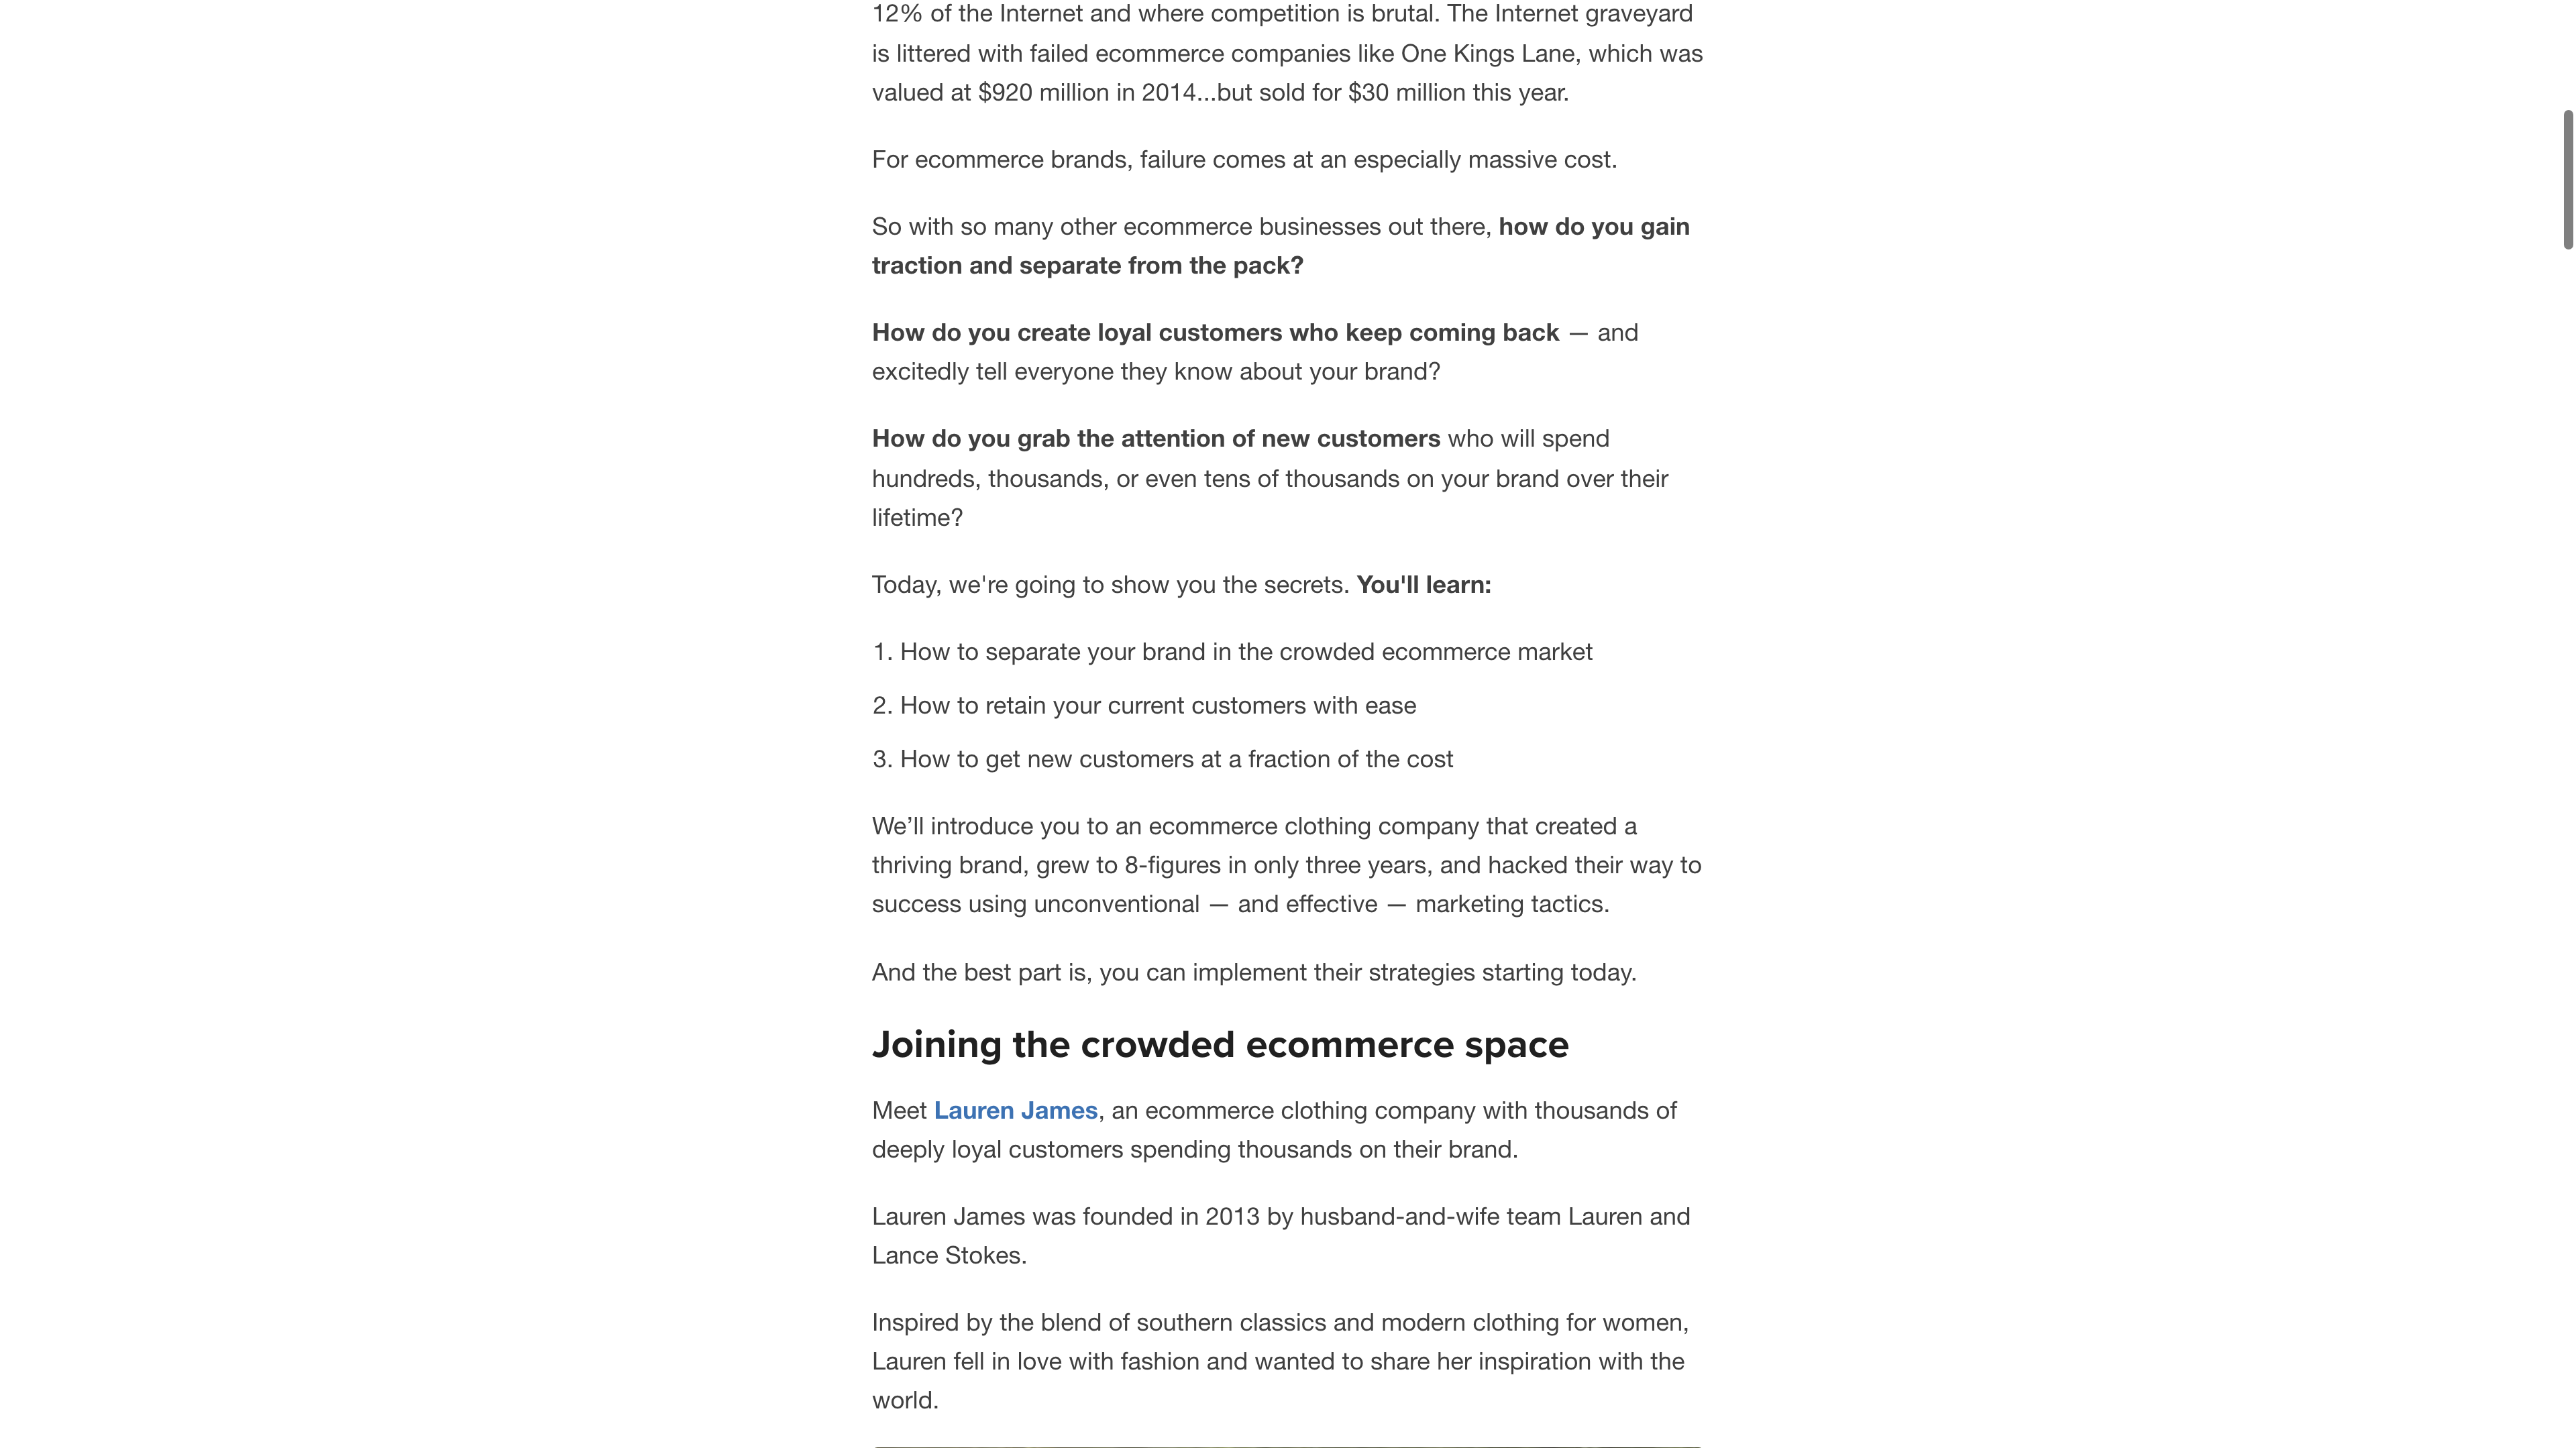 12% of the Internet and where competition is brutal. The Internet graveyard
is littered with failed ecommerce companies like One Kings Lane, which was
valued at $920 million in 2014...but sold for $30 million this year.
For ecommerce brands, failure comes at an especially massive cost.
So with so many other ecommerce businesses out there, how do you gain
traction and separate from the pack?
How do you create loyal customers who keep coming back — and
excitedly tell everyone they know about your brand?
How do you grab the attention of new customers who will spend
hundreds, thousands, or even tens of thousands on your brand over their
lifetime?
Today, we're going to show you the secrets. You'll learn:
1. How to separate your brand in the crowded ecommerce market
2. How to retain your current customers with ease
3. How to get new customers at a fraction of the cost
We’ll introduce you to an ecommerce clothing company that created a
thriving brand, grew to 8-figures in only three years, and hacked their way to
success using unconventional — and effective — marketing tactics.
And the best part is, you can implement their strategies starting today.
Joining the crowded ecommerce space
Meet Lauren James, an ecommerce clothing company with thousands of
deeply loyal customers spending thousands on their brand.
Lauren James was founded in 2013 by husband-and-wife team Lauren and
Lance Stokes.
Inspired by the blend of southern classics and modern clothing for women,
Lauren fell in love with fashion and wanted to share her inspiration with the
world.